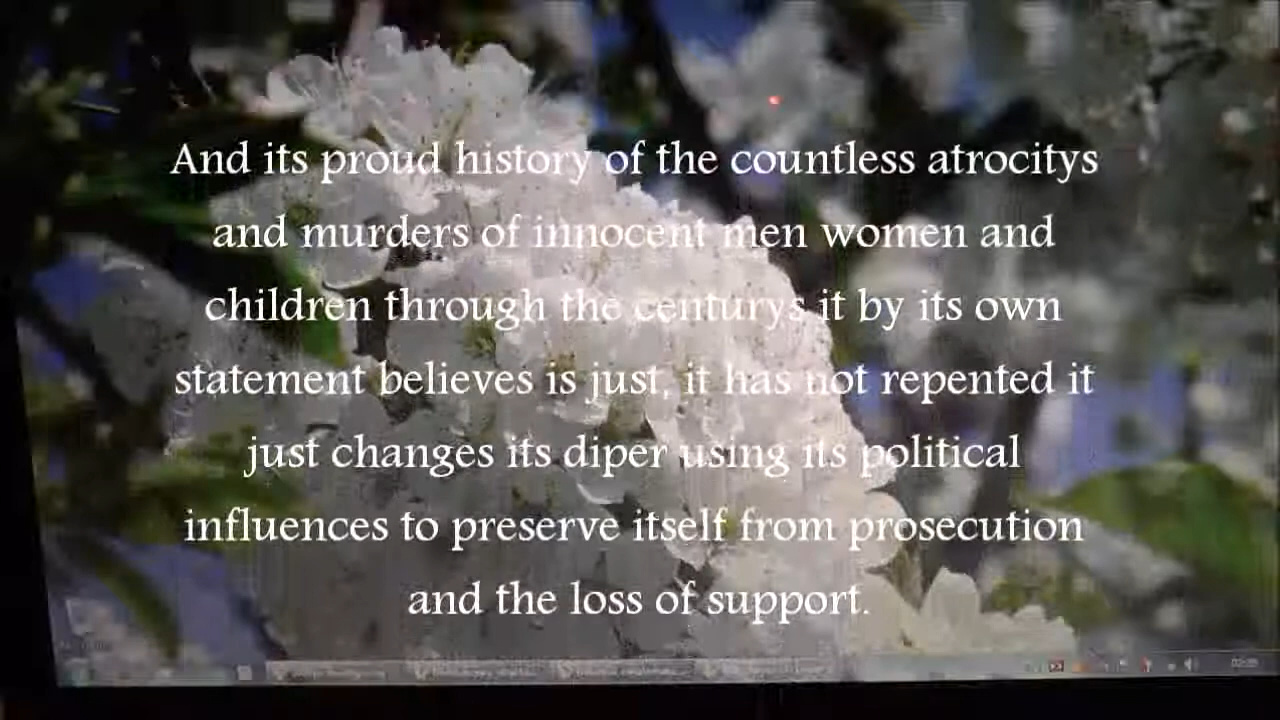 And its proud history of the countless atrocitys
and murders of innocent men women and
children through the centurys it by its own
statement believes is just, it has not repented it
just changes its diper using its political
influences to preserve itself from prosecution
and the loss of support.